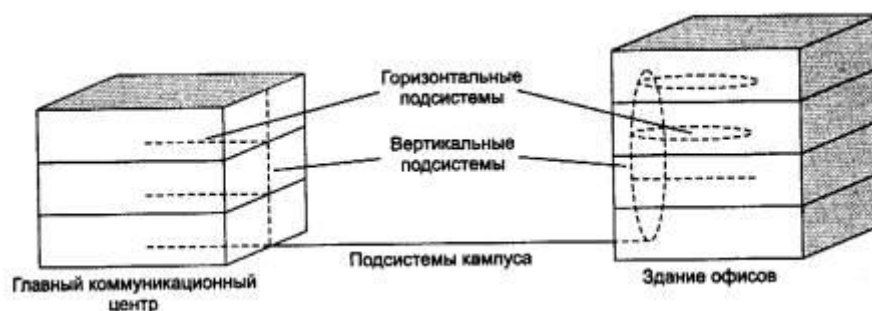 Горизонтальные
подсистемы
Вертикальные
подсистемы
Подсистемы кампуса
Главный коммуникационный
центр
Здание офисов